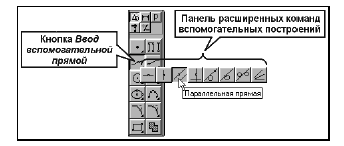 Кнопка Ввод
вспомогательной
прямой
Панель расширенных команд
вспомогательных построений
Параллельная прямая